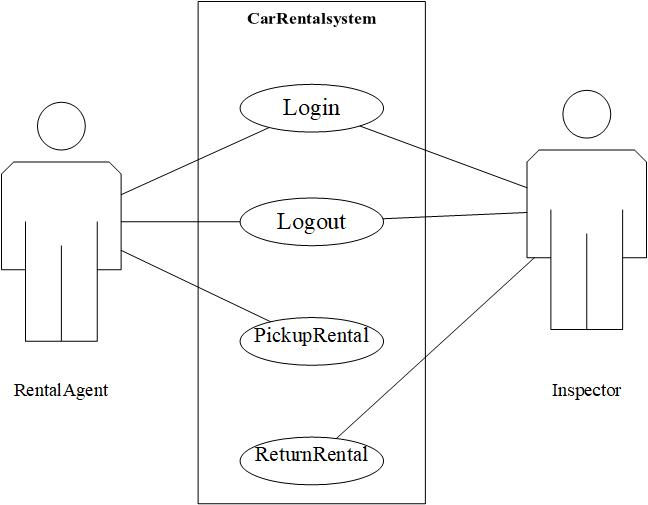 CarRentalsystem
Login
Logout
PickupRental
RentalAgent
Inspector
ReturnRental